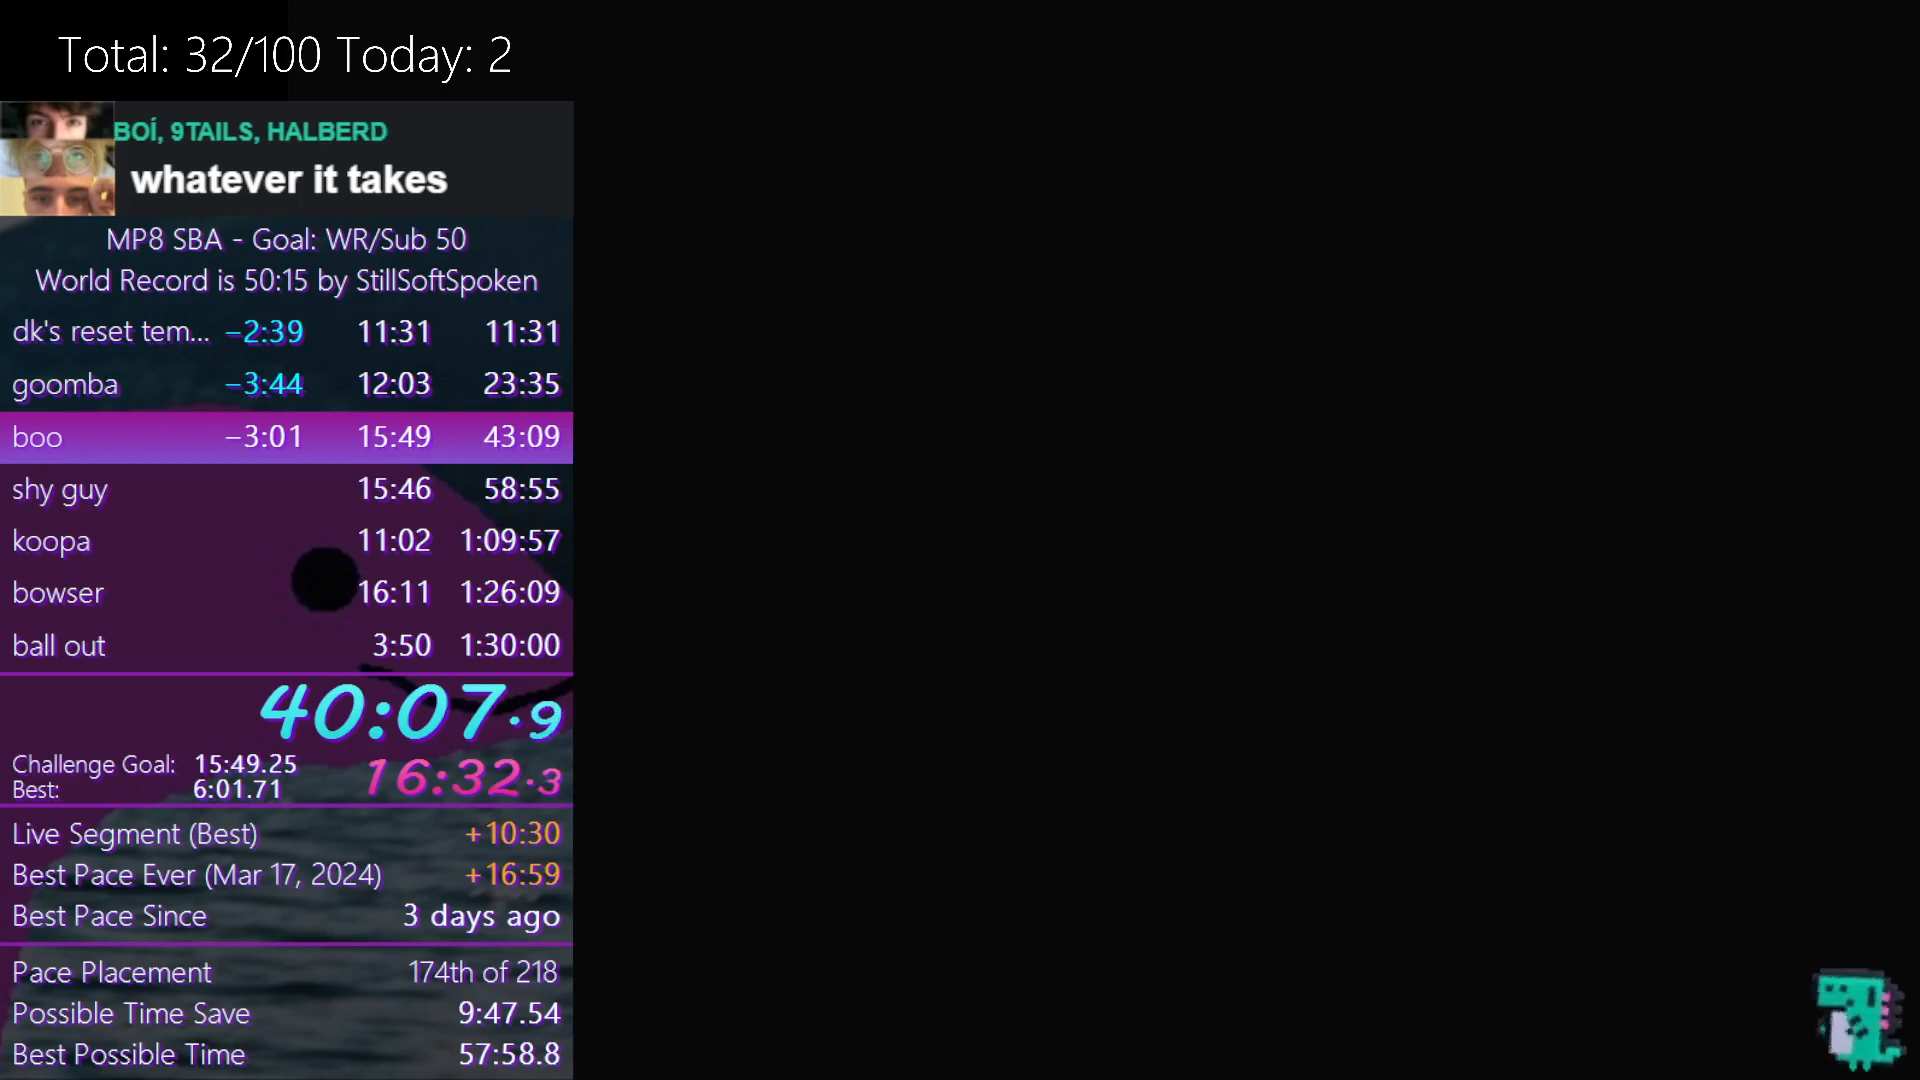 Total: 32/100 Today: 2
BOÍ, 9TAILS, HALBERD
whatever it takes
MP8 SBA - Goal: WR/Sub 50
World Record is 50:15 by StillSoftSpoken
dk's reset tem... −2:39 11:31 11:31
goomba −3:44 12:03 23:35
boo −3:01 15:49 43:09
shy guy 15:46 58:55
koopa 11:02 1:09:57
bowser 16:11 1:26:09
ball out 3:50 1:30:00
40:07.9
Challenge Goal: 15:49.25
Best: 6:01.71
16:32.3
Live Segment (Best) +10:30
Best Pace Ever (Mar 17, 2024) +16:59
Best Pace Since 3 days ago
Pace Placement 174th of 218
Possible Time Save 9:47.54
Best Possible Time 57:58.8